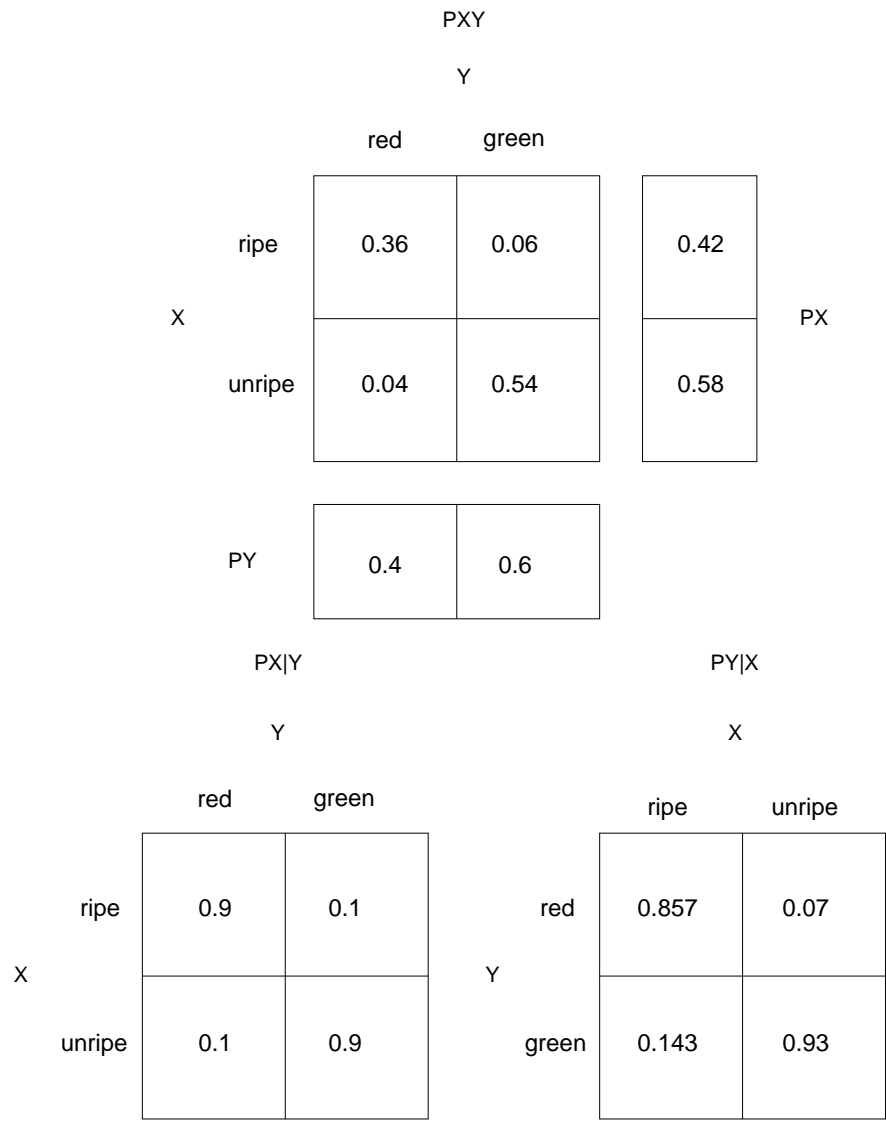 PXY
Y
red green
ripe 0.36 0.06 0.42
X PX
unripe 0.04 0.54 0.58
PY 0.4 0.6
PX|Y PY|X
Y X
red green
ripe unripe
ripe 0.9 0.1 red 0.857 0.07
X Y
unripe 0.1 0.9 green 0.143 0.93